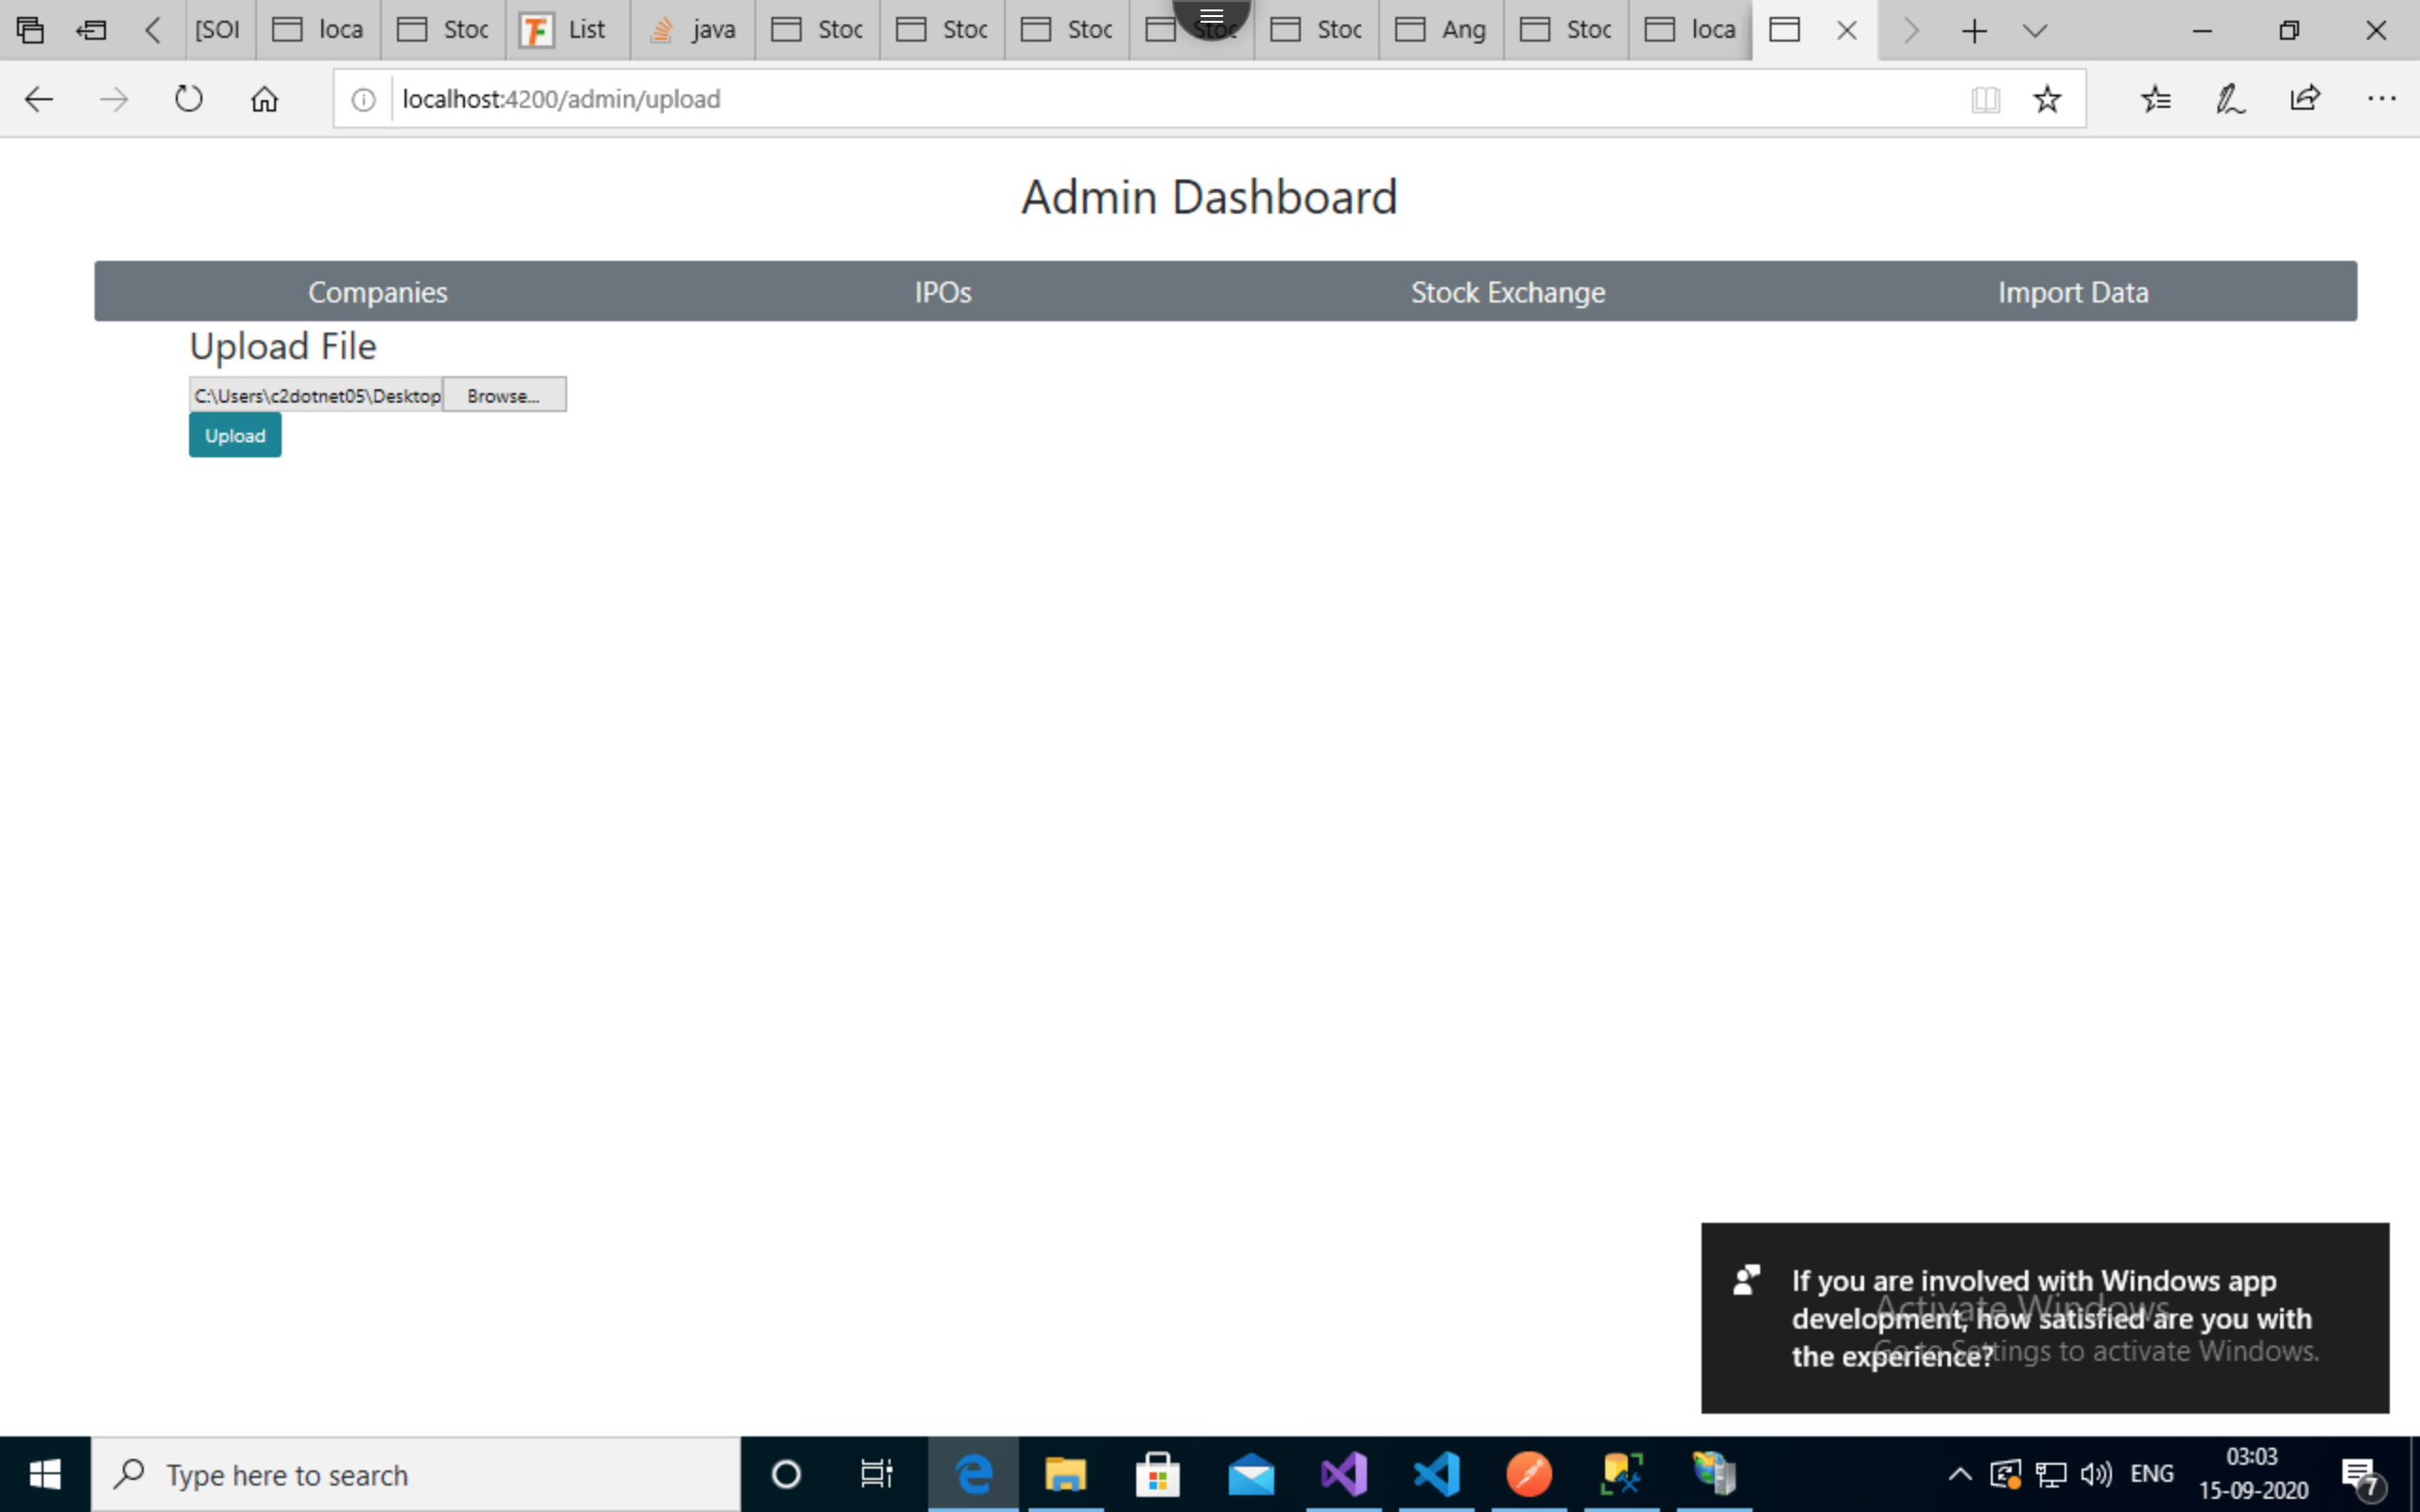 [SOI loca Stoc List java Stoc Stoc Stoc Stoc Stoc Ang Stoc loca
localhost:4200/admin/upload
Admin Dashboard
Companies IPOs Stock Exchange Import Data
Upload File
C:\Users\c2dotnet05\Desktop Browse...
Upload
If you are involved with Windows app
Activate Windows
development, how satisfied are you with
Go to Settings to activate Windows.
the experience?
Type here to search
ENG
03:03
15-09-2020
7